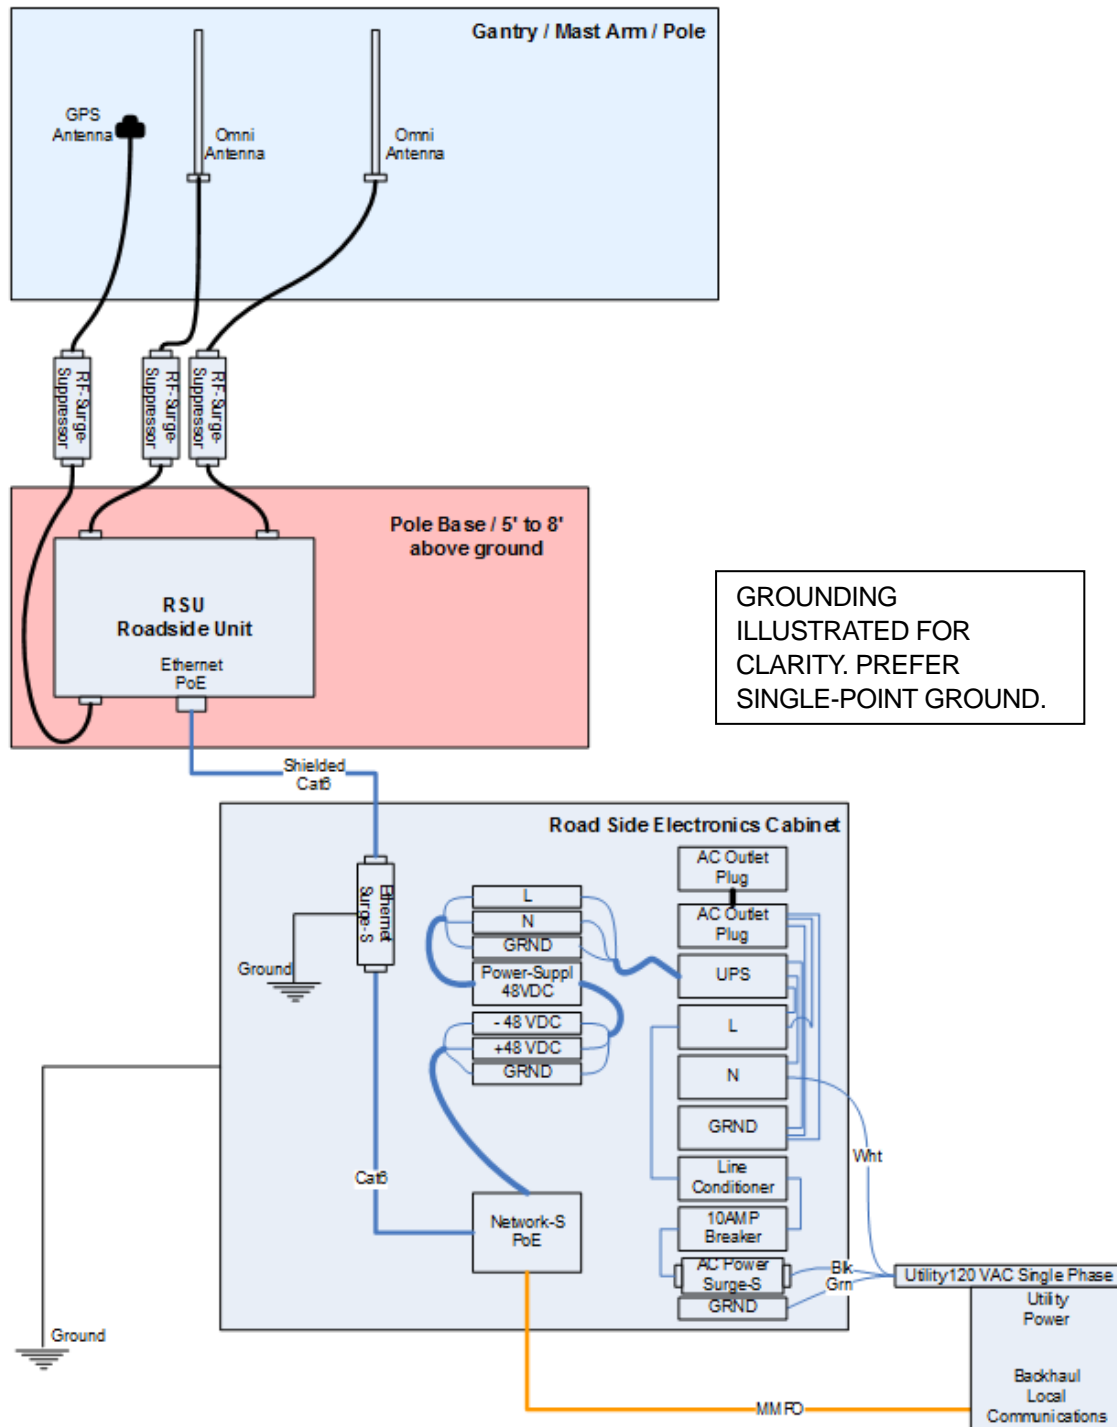 Gantry / Mast Arm / Pole
GPS
Antenna
Omni
Antenna
Omni
Antenna
RF-Surge-
Suppressor
RF-Surge-
Suppressor
RF-Surge-
Suppressor
Pole Base / 5' to 8'
above ground
RSU
Roadside Unit
Ethernet
PoE
GROUNDING
ILLUSTRATED FOR
CLARITY. PREFER
SINGLE-POINT GROUND.
Shielded
Cat6
Road Side Electronics Cabinet
Ethernet
Surge-S
Ground
L
N
GRND
Power-Suppl
48VDC
- 48 VDC
+48 VDC
GRND
AC Outlet
Plug
AC Outlet
Plug
UPS
L
N
GRND
Line
Conditioner
10AMP
Breaker
AC Power
Surge-S
GRND
Wht
Blk
Grn
Cat6
Network-S
PoE
Utility 120 VAC Single Phase
Utility
Power
Backhaul
Local
Communications
Ground
MMFO